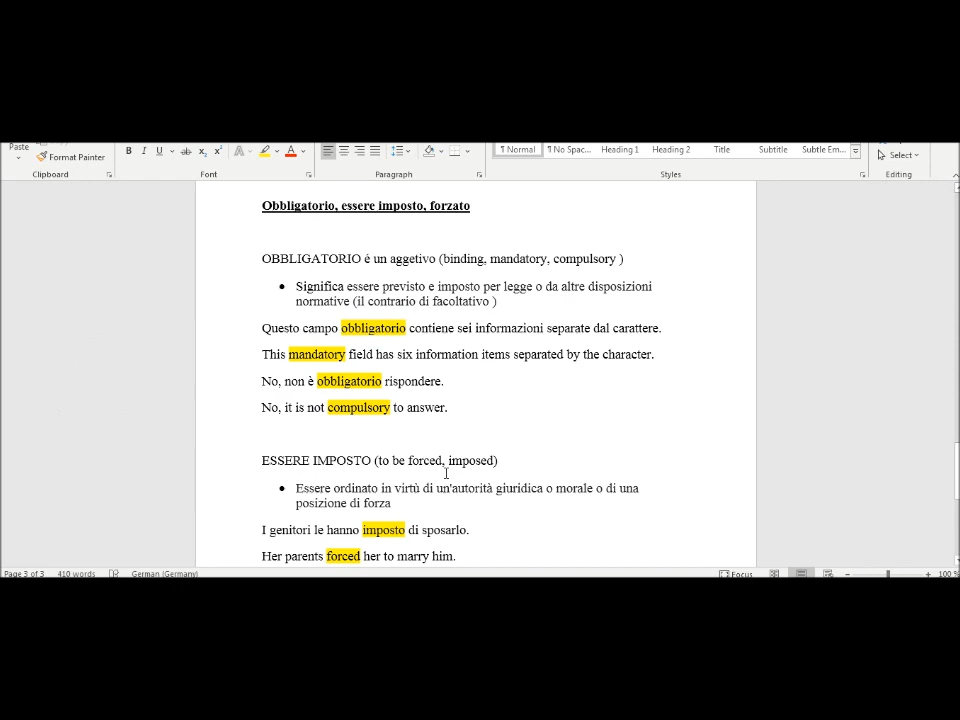 Paste
Format Painter
B I U ab x₂ x² A A
Normal
No Spac...
Heading 1
Heading 2
Title
Subtitle
Subtle Em...
Select
Clipboard
Font
Paragraph
Styles
Editing
Obbligatorio, essere imposto, forzato
OBBLIGATORIO é un aggetivo (binding, mandatory, compulsory )
• Significa essere previsto e imposto per legge o da altre disposizioni
normative (il contrario di facoltativo )
Questo campo obbligatorio contiene sei informazioni separate dal carattere.
This mandatory field has six information items separated by the character.
No, non è obbligatorio rispondere.
No, it is not compulsory to answer.
ESSERE IMPOSTO (to be forced, imposed)
• Essere ordinato in virtù di un'autorità giuridica o morale o di una
posizione di forza
I genitori le hanno imposto di sposarlo.
Her parents forced her to marry him.
Page 3 of 3 410 words German (Germany) Focus 100 %